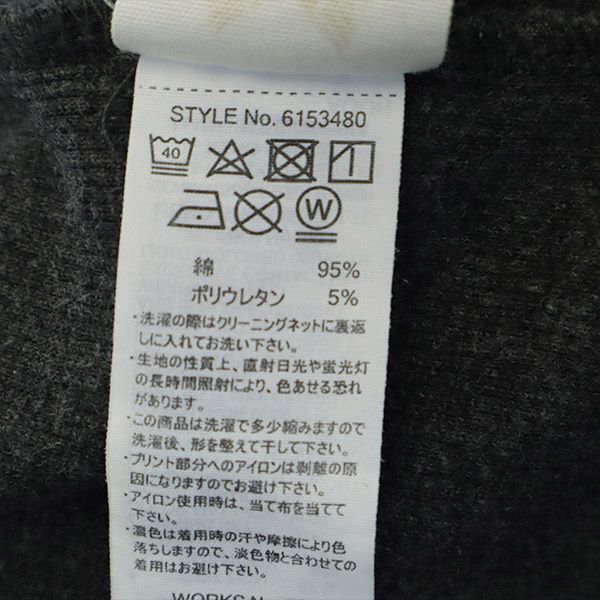 STYLE No. 6153480
40
W
綿 95%
ポリウレタン 5%
・洗濯の際はクリーニングネットに裏返
しに入れてお洗い下さい。
・生地の性質上、直射日光や蛍光灯
の長時間照射により、色あせる恐れ
があります。
・この商品は洗濯で多少縮みますので
洗濯後、形を整えて干して下さい。
・プリント部分へのアイロンは剥離の原
因になりますのでお避け下さい。
・アイロン使用時は、当て布を当てて
下さい。
・濃色は着用時の汗や摩擦により色
落ちしますので、淡色物と合わせての
着用はお避け下さい。